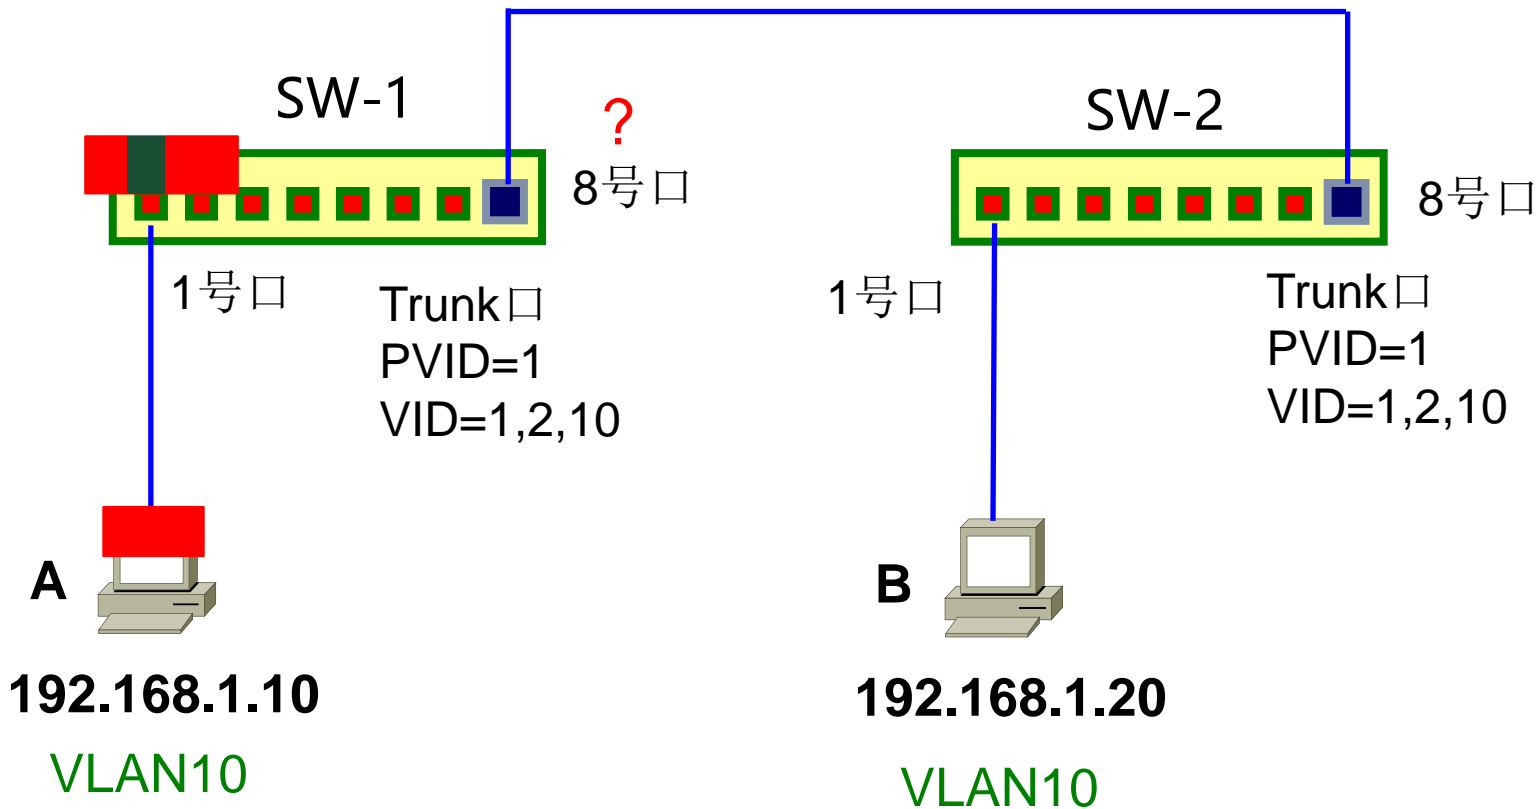 SW-1
?
8号口
1号口
Trunk口
PVID=1
VID=1,2,10
A
192.168.1.10
VLAN10
SW-2
8号口
1号口
Trunk口
PVID=1
VID=1,2,10
B
192.168.1.20
VLAN10